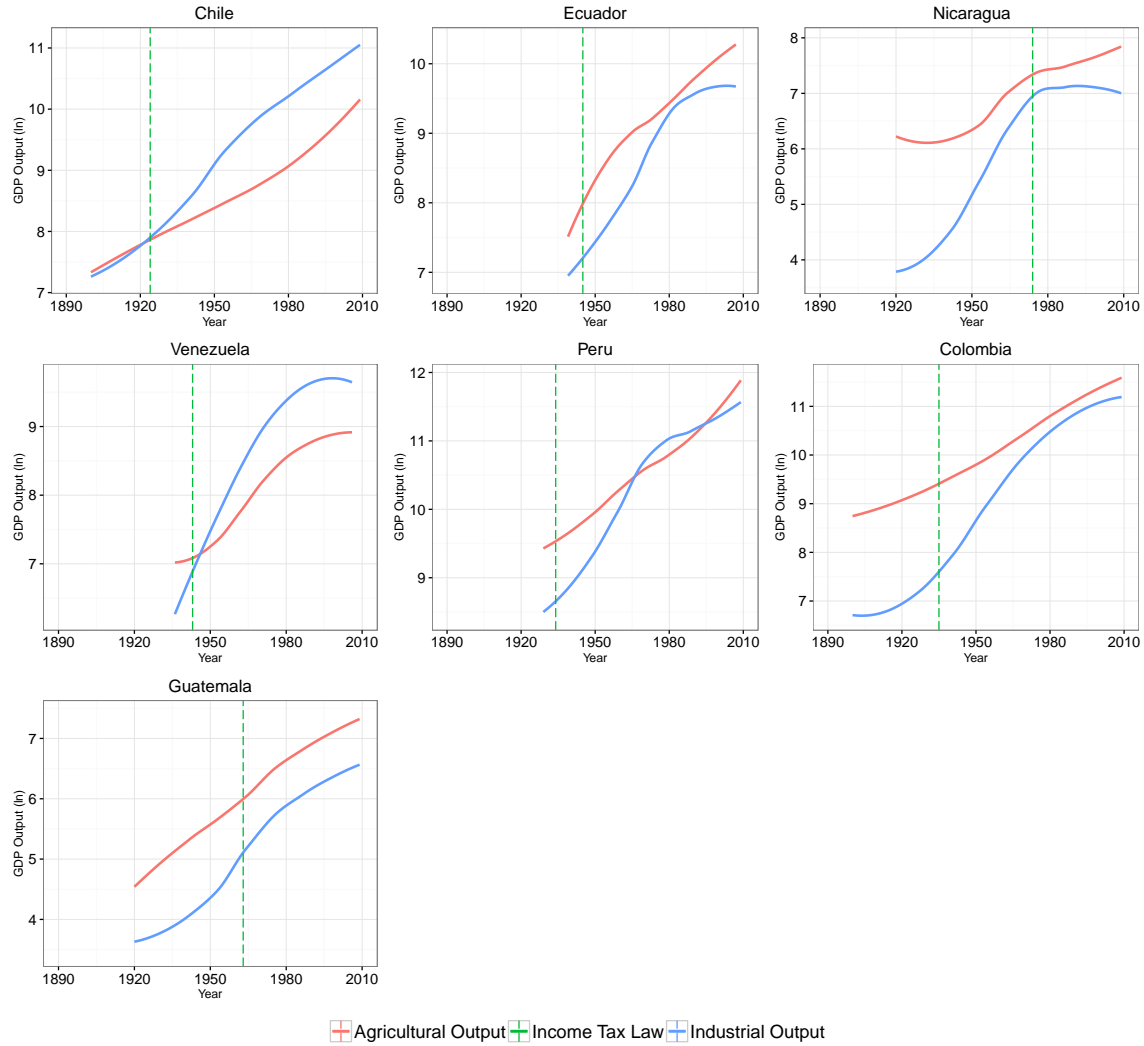 Chile
Ecuador
Nicaragua
GDP Output (ln)
11
10
9
8
7
1890 1920 1950 1980 2010
Year
GDP Output (ln)
10
9
8
7
1890 1920 1950 1980 2010
Year
GDP Output (ln)
8
7
6
5
4
1890 1920 1950 1980 2010
Year
Venezuela
Peru
Colombia
GDP Output (ln)
9
8
7
1890 1920 1950 1980 2010
Year
GDP Output (ln)
12
11
10
9
1890 1920 1950 1980 2010
Year
GDP Output (ln)
11
10
9
8
7
1890 1920 1950 1980 2010
Year
Guatemala
GDP Output (ln)
7
6
5
4
1890 1920 1950 1980 2010
Year
Agricultural Output Income Tax Law Industrial Output